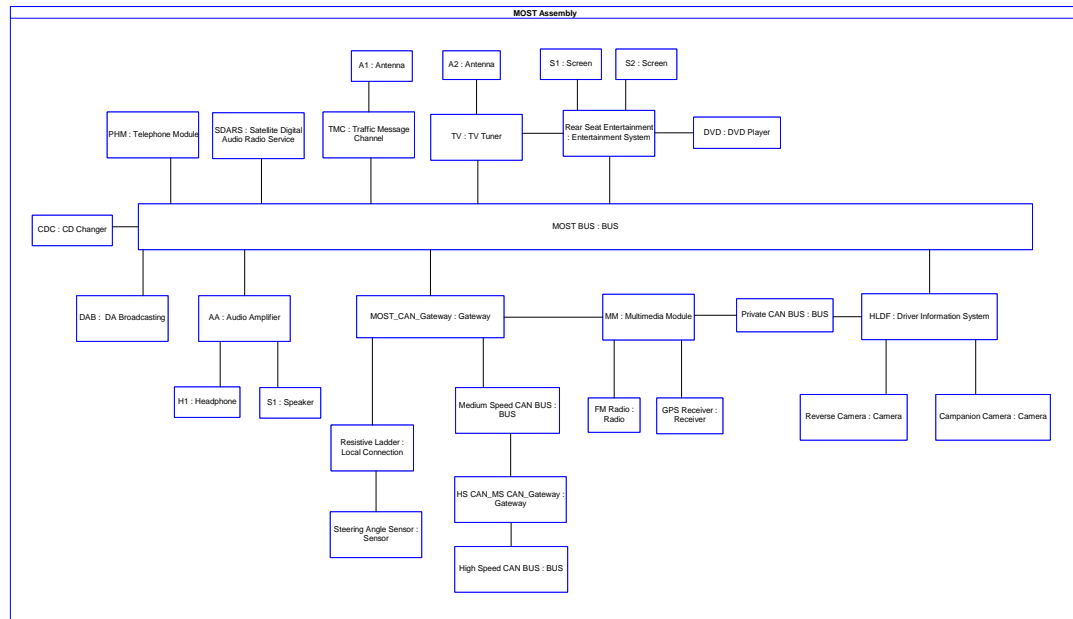 MOST Assembly
A1 : Antenna
A2 : Antenna
S1 : Screen
S2 : Screen
PHM : Telephone Module
SDARS : Satellite Digital
Audio Radio Service
TMC : Traffic Message
Channel
TV : TV Tuner
Rear Seat Entertainment
: Entertainment System
DVD : DVD Player
CDC : CD Changer
MOST BUS : BUS
DAB :  DA Broadcasting
AA : Audio Amplifier
MOST_CAN_Gateway : Gateway
MM : Multimedia Module
Private CAN BUS : BUS
HLDF : Driver Information System
H1 : Headphone
S1 : Speaker
Medium Speed CAN BUS :
BUS
FM Radio :
Radio
GPS Receiver :
Receiver
Reverse Camera : Camera
Campanion Camera : Camera
Resistive Ladder :
Local Connection
HS CAN_MS CAN_Gateway :
Gateway
Steering Angle Sensor :
Sensor
High Speed CAN BUS : BUS